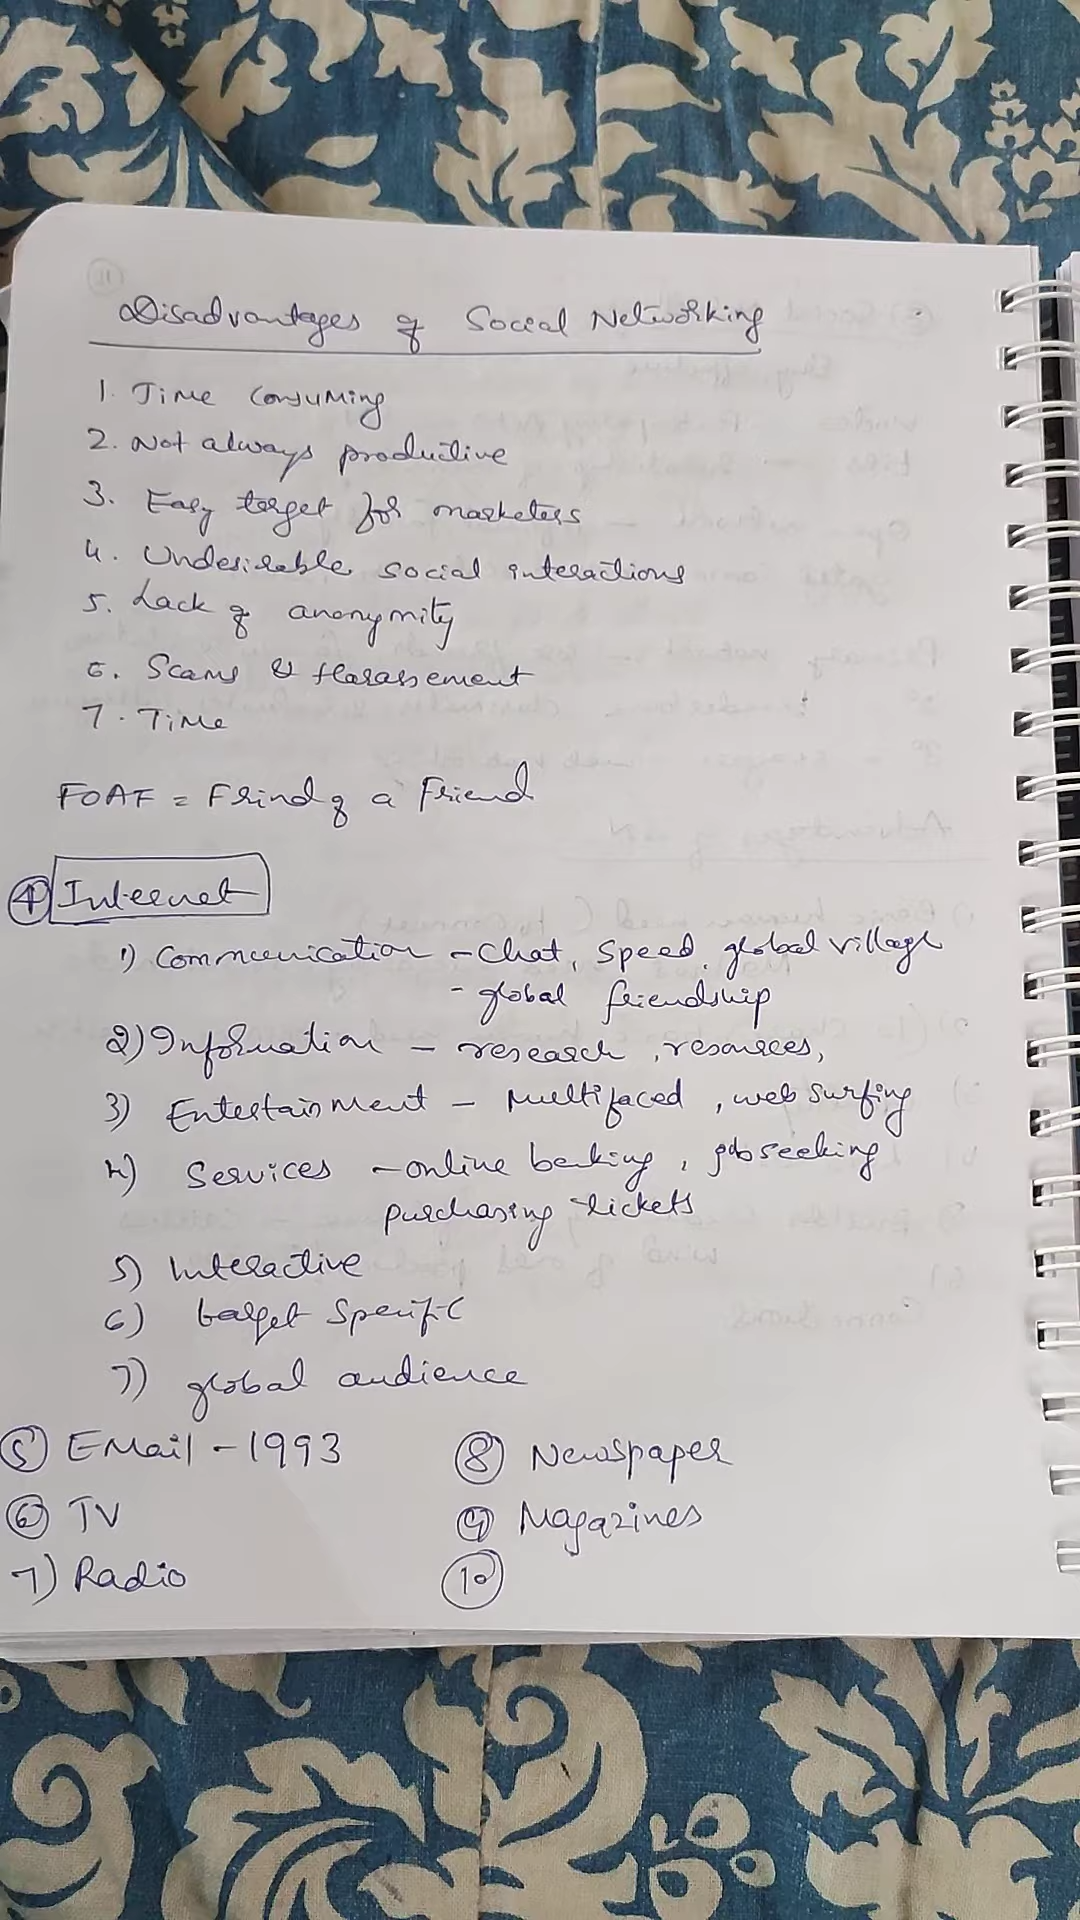 Disadvantages of Social Networking
1. Time Consuming
2. Not always productive
3. Easy target for marketers
4. Undesirable social interactions
5. Lack of anonymity
6. Scams & Harassement
7. Time
FOAF = Frind of a Friend
④ Internet
1) Communication - Chat, Speed, global village
- global friendship
2) Information - research, resources,
3) Entertainment - Multifaced, web surfing
4) Services - online banking, job seeking
purchasing tickets
5) Interactive
6) target Specific
7) global audience
⑤ EMail - 1993
⑥ TV
7) Radio
⑧ Newspaper
⑨ Magazines
⑩